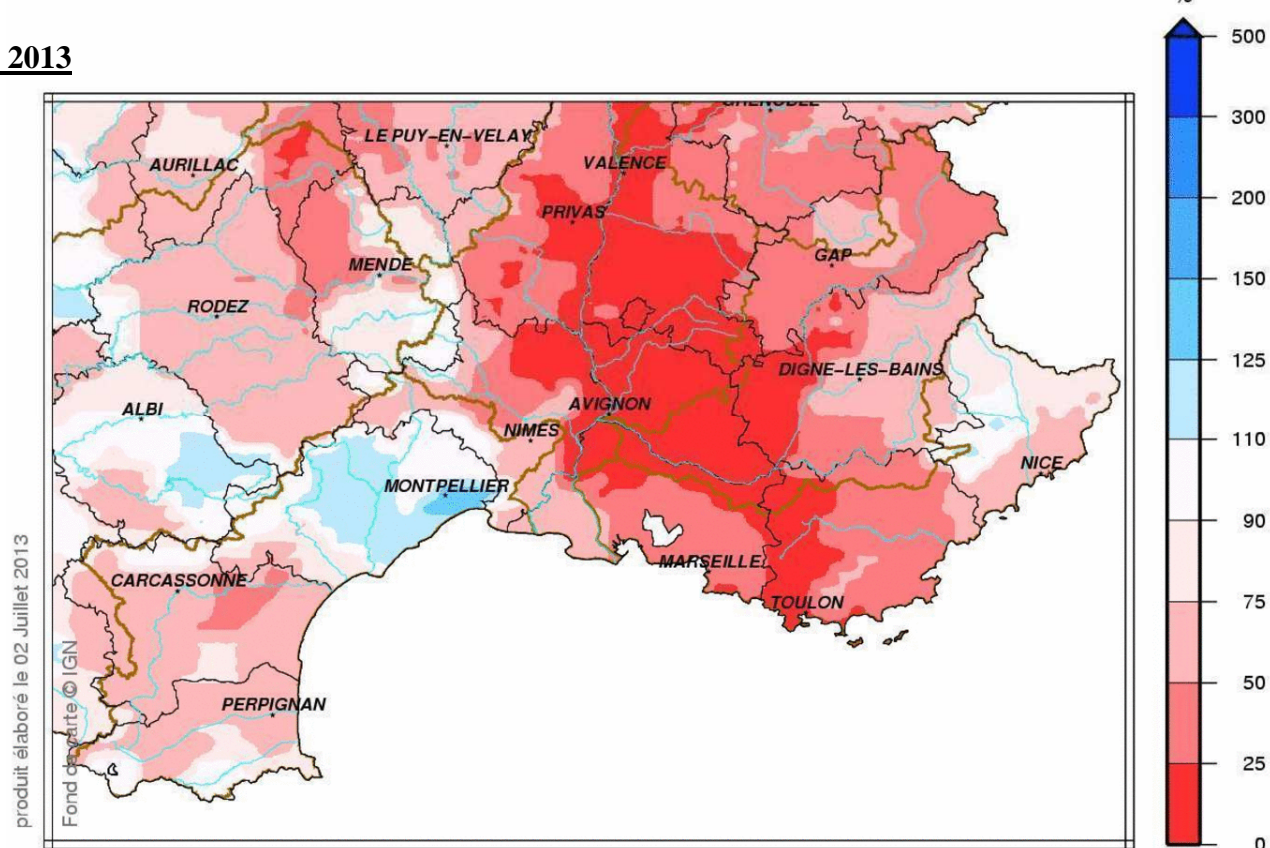 %
2013
500
300
200
150
125
110
90
75
50
25
0
GRENOBLE
LE PUY-EN-VELAY
AURILLAC
VALENCE
PRIVAS
GAP
MENDE
RODEZ
DIGNE-LES-BAINS
ALBI
AVIGNON
NIMES
NICE
MONTPELLIER
MARSEILLE
CARCASSONNE
TOULON
PERPIGNAN
produit élaboré le 02 Juillet 2013
Fond de carte © IGN